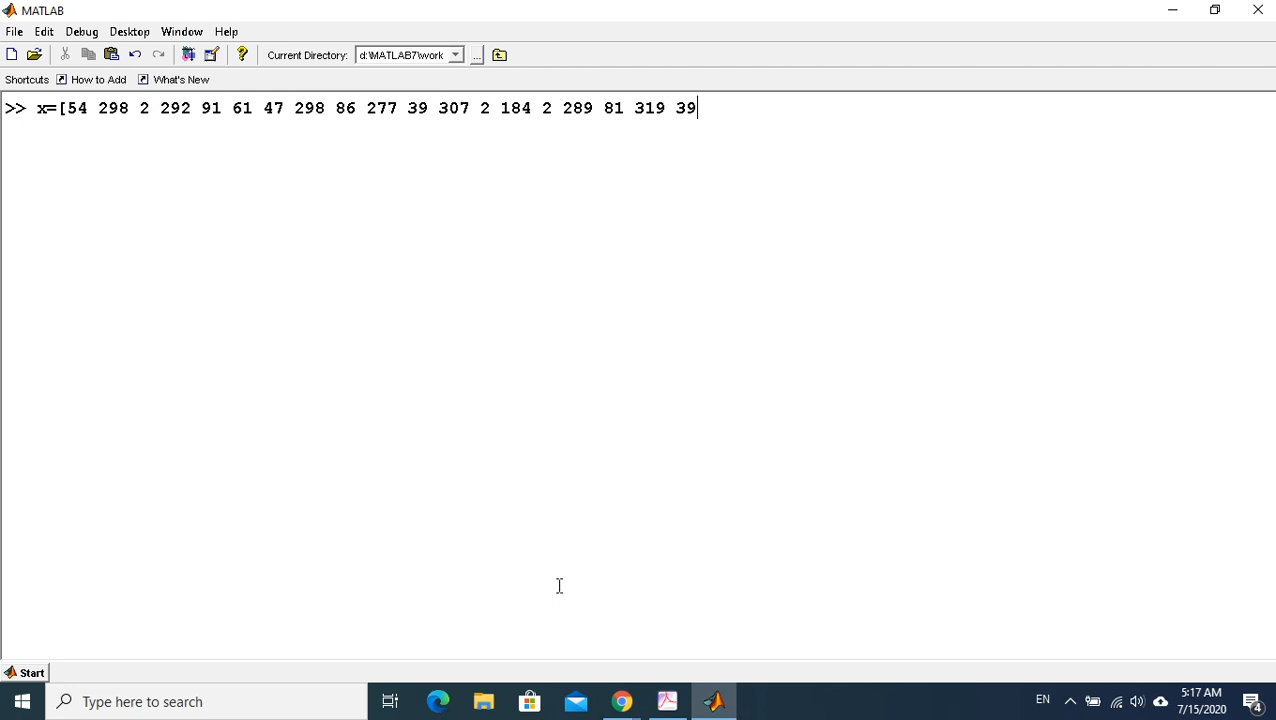 MATLAB
File Edit Debug Desktop Window Help
Current Directory: d:\MATLAB7\work ...
Shortcuts How to Add What's New
>> x=[54 298 2 292 91 61 47 298 86 277 39 307 2 184 2 289 81 319 39
Start
Type here to search
EN
5:17 AM
7/15/2020
4